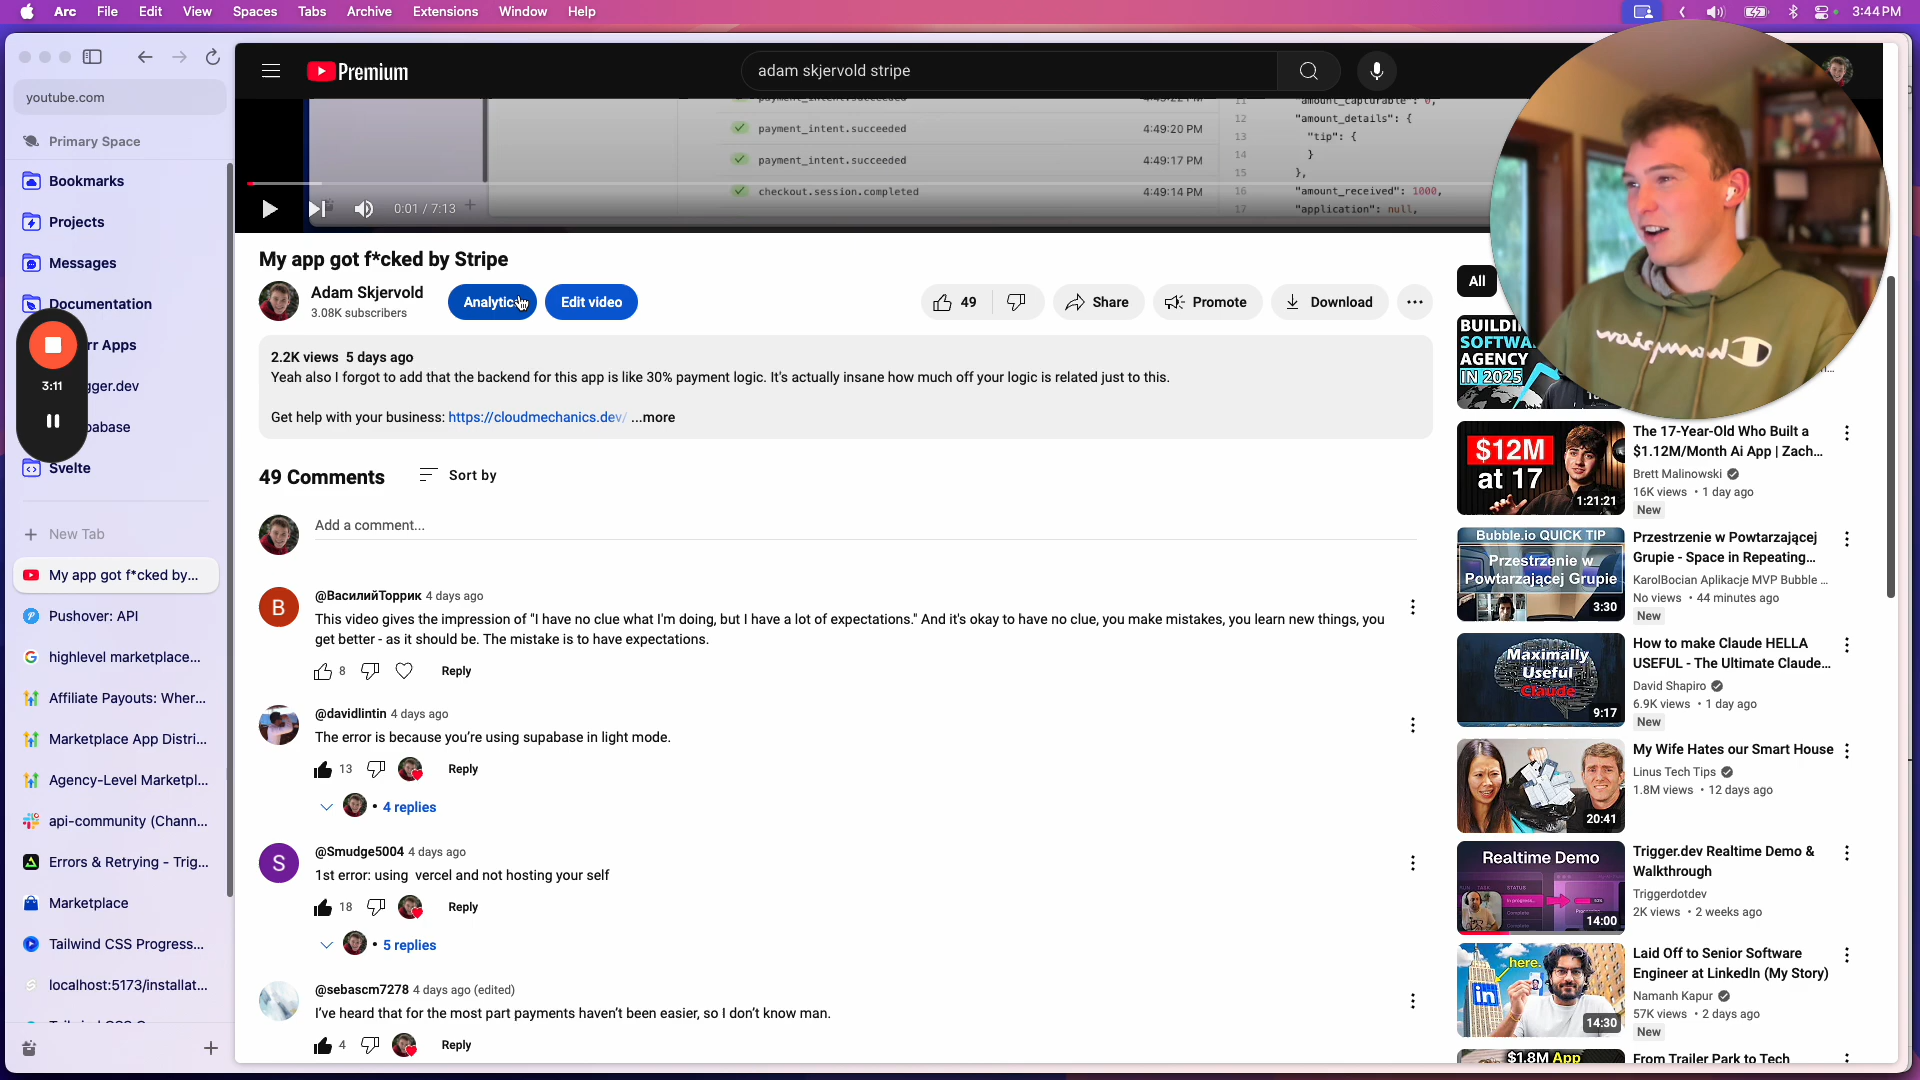 Arc File Edit View Spaces Tabs Archive Extensions Window Help
3:44 PM
youtube.com
Primary Space
Bookmarks
Projects
Messages
Documentation
rr Apps
gger.dev
pabase
Svelte
3:11
New Tab
My app got f*cked by...
Pushover: API
highlevel marketplace...
Affiliate Payouts: Wher...
Marketplace App Distri...
Agency-Level Marketpl...
api-community (Chann...
Errors & Retrying - Trig...
Marketplace
Tailwind CSS Progress...
localhost:5173/installat...
Premium
adam skjervold stripe
payment_intent.succeeded 4:49:22 PM
payment_intent.succeeded 4:49:20 PM
payment_intent.succeeded 4:49:17 PM
checkout.session.completed 4:49:14 PM
11 "amount_capturable": 0,
12 "amount_details": {
13 "tip": {
14 }
15 },
16 "amount_received": 1000,
17 "application": null,
0:01 / 7:13
My app got f*cked by Stripe
Adam Skjervold
3.08K subscribers
Analytics
Edit video
49
Share
Promote
Download
2.2K views 5 days ago
Yeah also I forgot to add that the backend for this app is like 30% payment logic. It's actually insane how much off your logic is related just to this.
Get help with your business: https://cloudmechanics.dev/ ...more
49 Comments
Sort by
Add a comment...
B
@ВасилийТоррик 4 days ago
This video gives the impression of "I have no clue what I'm doing, but I have a lot of expectations." And it's okay to have no clue, you make mistakes, you learn new things, you
get better - as it should be. The mistake is to have expectations.
8
Reply
@davidlintin 4 days ago
The error is because you're using supabase in light mode.
13
Reply
4 replies
S
@Smudge5004 4 days ago
1st error: using vercel and not hosting your self
18
Reply
5 replies
@sebascm7278 4 days ago (edited)
I've heard that for the most part payments haven't been easier, so I don't know man.
4
Reply
All
BUILDI
SOFTWA
AGENCY
IN 2025
$12M
at 17
1:21:21
The 17-Year-Old Who Built a
$1.12M/Month Ai App | Zach...
Brett Malinowski
16K views • 1 day ago
New
Bubble.io QUICK TIP
Przestrzenie w
Powtarzającej Grupie
3:30
Przestrzenie w Powtarzającej
Grupie - Space in Repeating...
KarolBocian Aplikacje MVP Bubble ...
No views • 44 minutes ago
New
Maximally
Useful
Claude
9:17
How to make Claude HELLA
USEFUL - The Ultimate Claude...
David Shapiro
6.9K views • 1 day ago
New
20:41
My Wife Hates our Smart House
Linus Tech Tips
1.8M views • 12 days ago
Realtime Demo
14:00
Trigger.dev Realtime Demo &
Walkthrough
Triggerdotdev
2K views • 2 weeks ago
here.
in
14:30
Laid Off to Senior Software
Engineer at LinkedIn (My Story)
Namanh Kapur
57K views • 2 days ago
New
$1.8M App
From Trailer Park to Tech
Champion